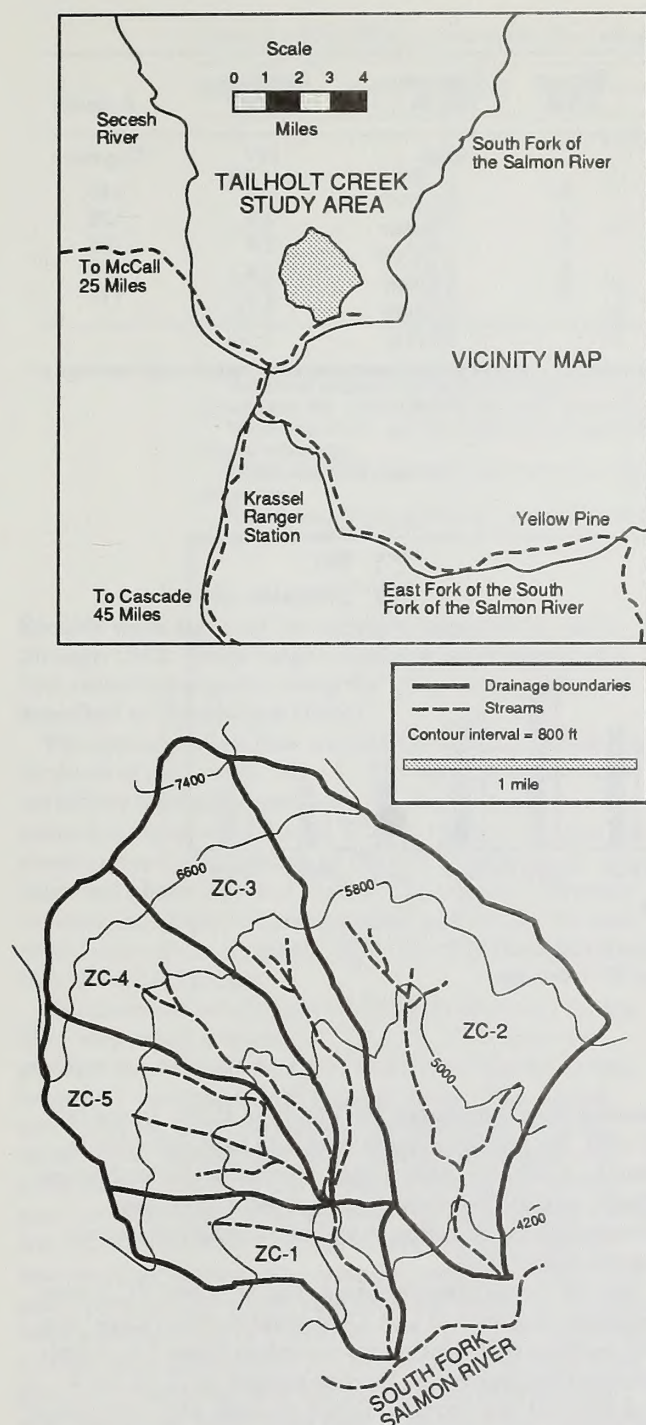 Scale
0 1 2 3 4
Miles
Secesh
River
South Fork of
the Salmon River
TAILHOLT CREEK
STUDY AREA
To McCall
25 Miles
VICINITY MAP
Krassel
Ranger
Station
Yellow Pine
To Cascade
45 Miles
East Fork of the South
Fork of the Salmon River
Drainage boundaries
Streams
Contour interval = 800 ft
1 mile
7400
6600
ZC-3
5800
ZC-4
ZC-2
5000
ZC-5
4200
ZC-1
SOUTH FORK
SALMON RIVER